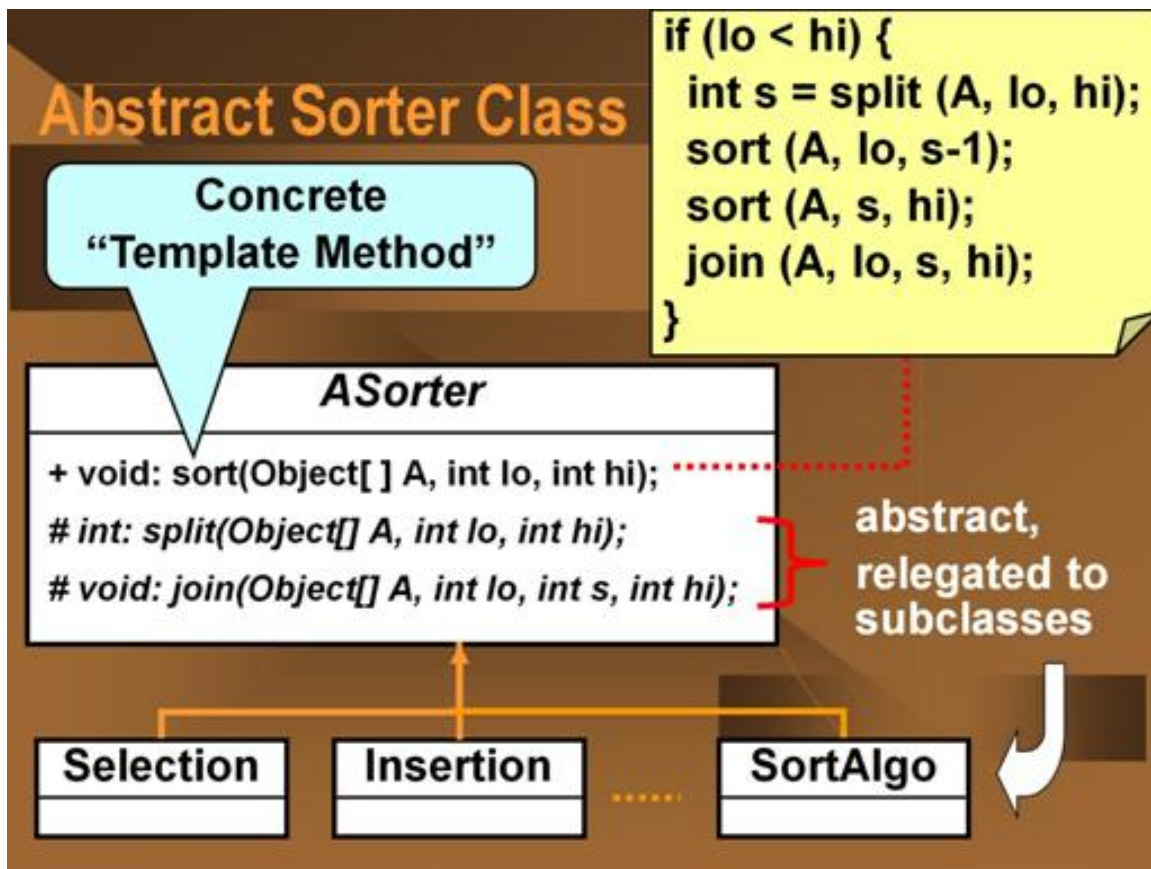 Abstract Sorter Class
if (lo < hi) {
int s = split (A, lo, hi);
sort (A, lo, s-1);
sort (A, s, hi);
join (A, lo, s, hi);
}
Concrete
“Template Method”
ASorter
+ void: sort(Object[ ] A, int lo, int hi);
# int: split(Object[] A, int lo, int hi);
# void: join(Object[] A, int lo, int s, int hi);
abstract,
relegated to
subclasses
Selection
Insertion
SortAlgo